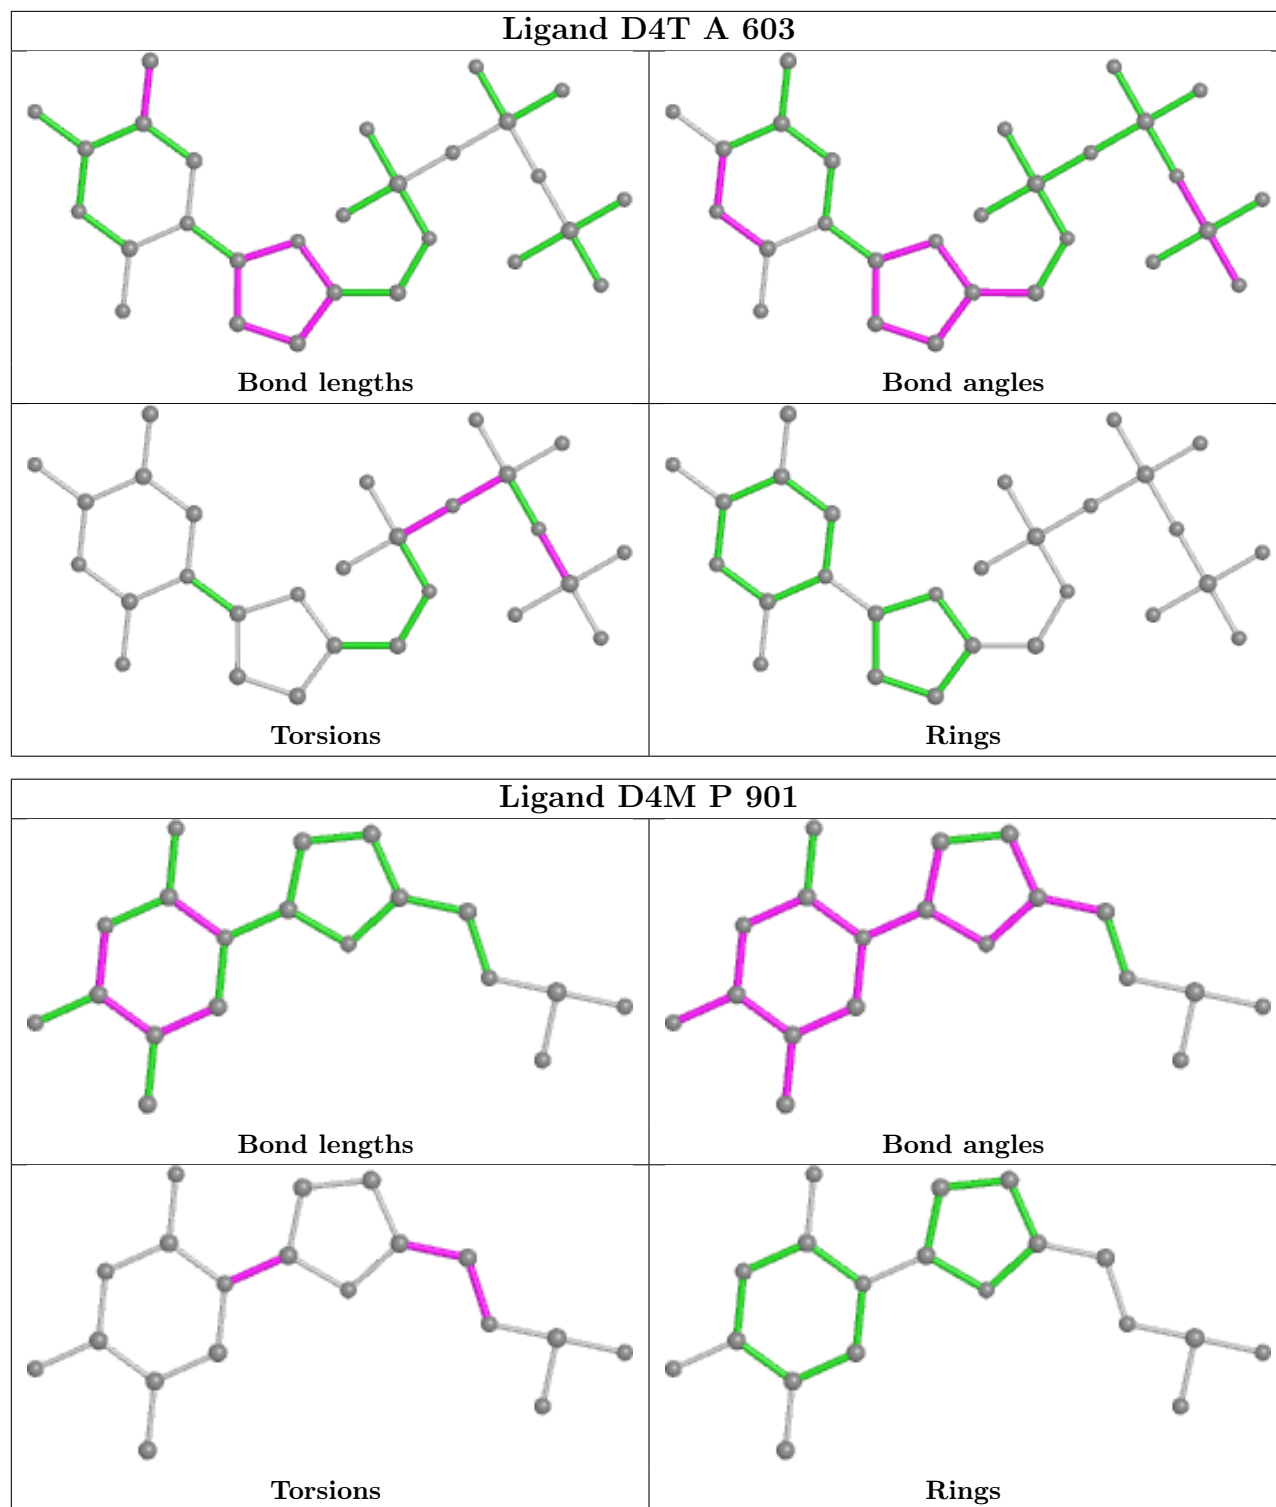 Ligand D4T A 603
Bond lengths
Bond angles
Torsions
Rings
Ligand D4M P 901
Bond lengths
Bond angles
Torsions
Rings